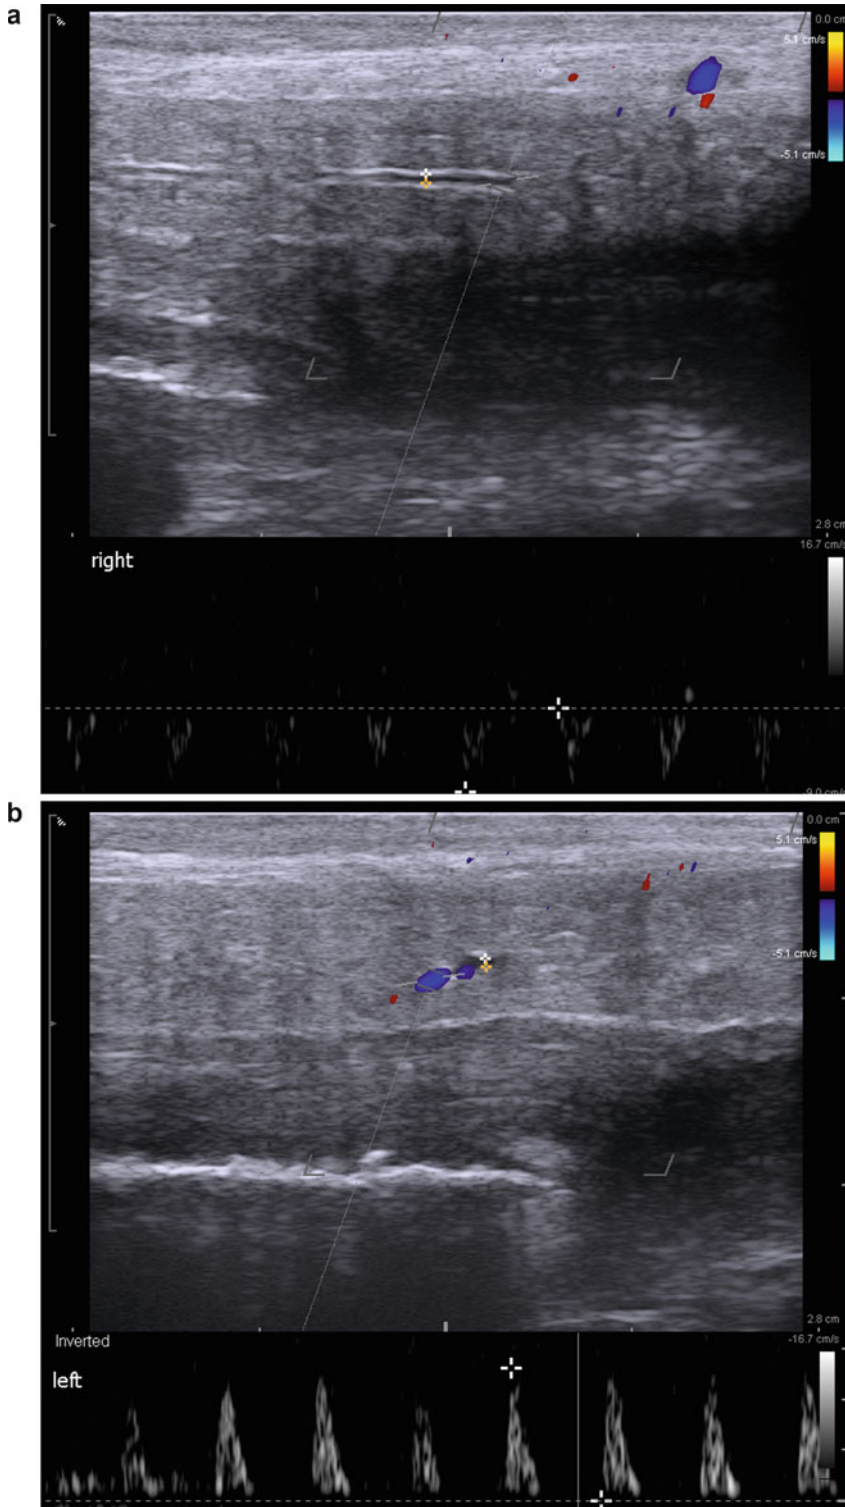 a
0.0 cm
5.1 cm/s
-5.1 cm/s
2.8 cm
16.7 cm/s
right
-9.0 cm/s
b
0.0 cm
5.1 cm/s
-5.1 cm/s
2.8 cm
Inverted
-16.7 cm/s
left